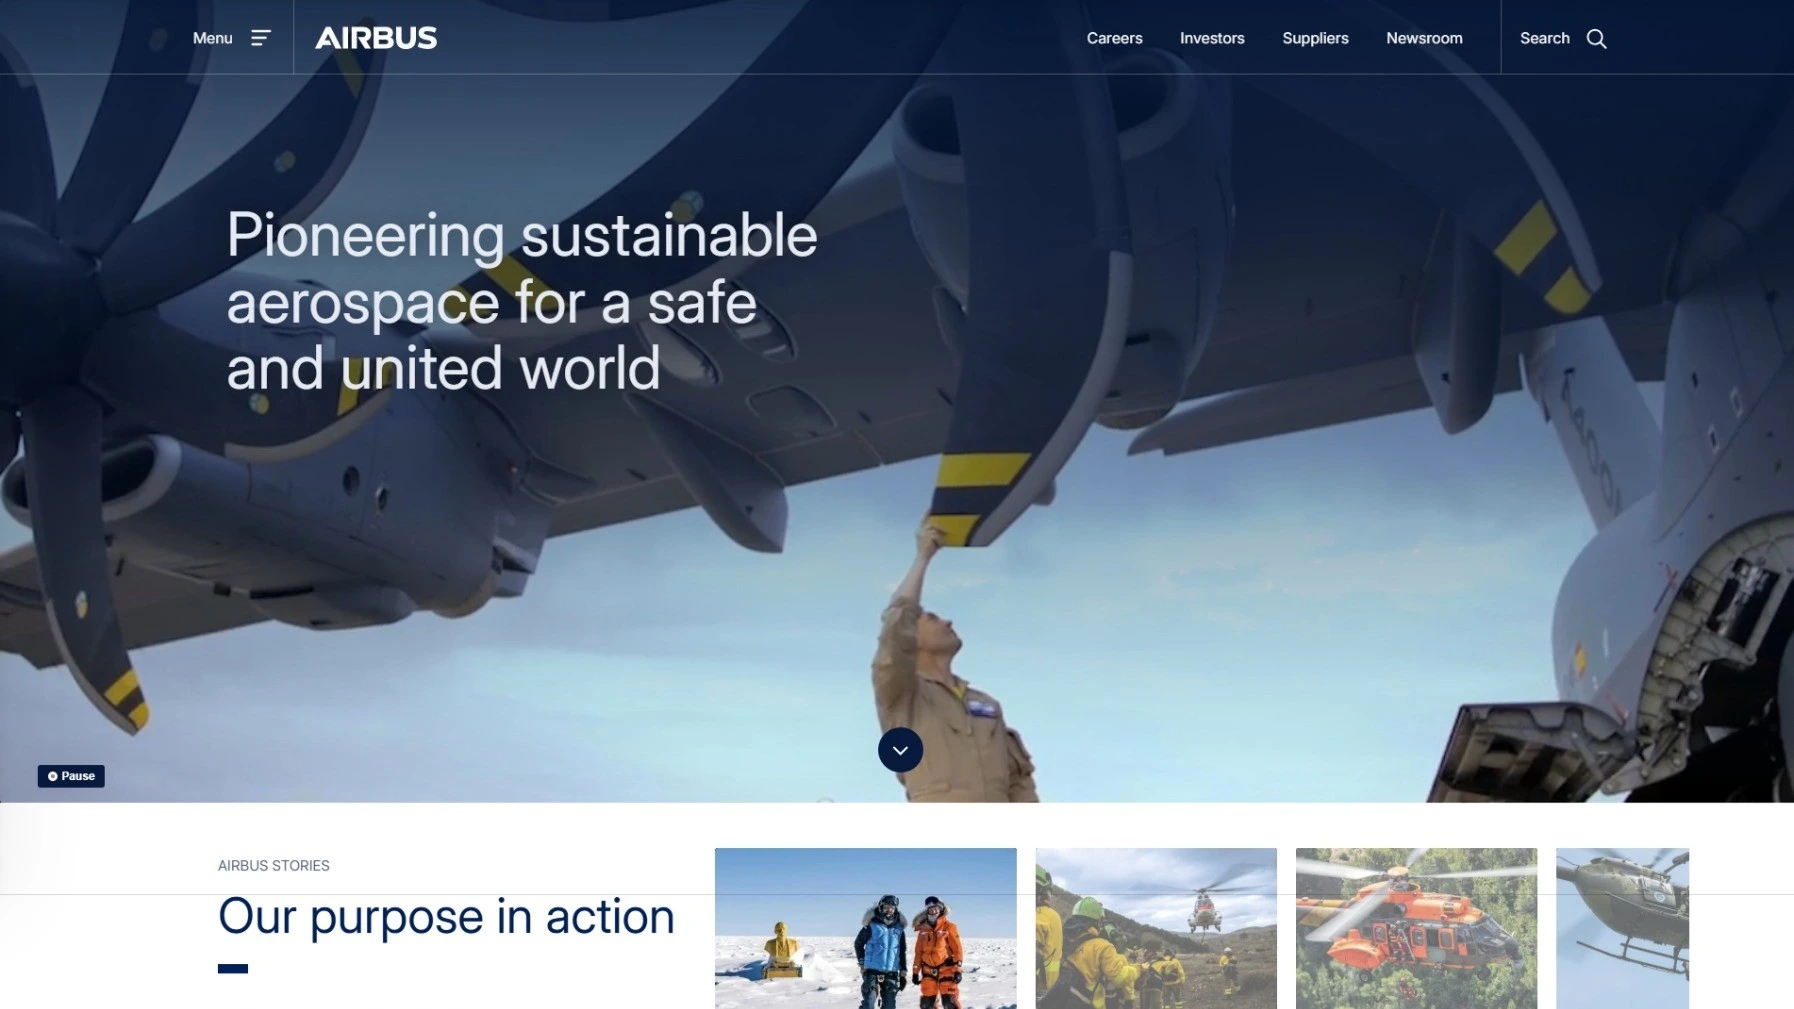 Menu
AIRBUS
Careers
Investors
Suppliers
Newsroom
Search
Pioneering sustainable
aerospace for a safe
and united world
Pause
AIRBUS STORIES
Our purpose in action